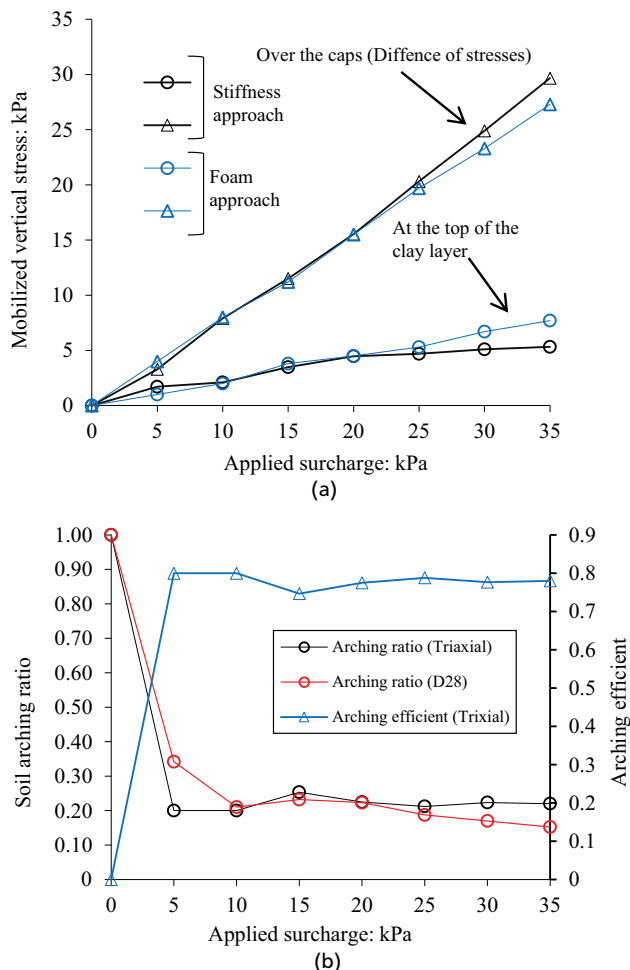 (a)
Mobilized vertical stress: kPa
35
30
25
20
15
10
5
0
0 5 10 15 20 25 30 35
Applied surcharge: kPa
Stiffness
approach
Foam
approach
Over the caps (Diffence of stresses)
At the top of the
clay layer
(a)
Soil arching ratio
1.00
0.90
0.80
0.70
0.60
0.50
0.40
0.30
0.20
0.10
0.00
Arching ratio (Triaxial)
Arching ratio (D28)
Arching efficient (Trixial)
0.9
0.8
0.7
0.6
0.5
0.4
0.3
0.2
0.1
0
Arching efficient
0 5 10 15 20 25 30 35
Applied surcharge: kPa
(b)